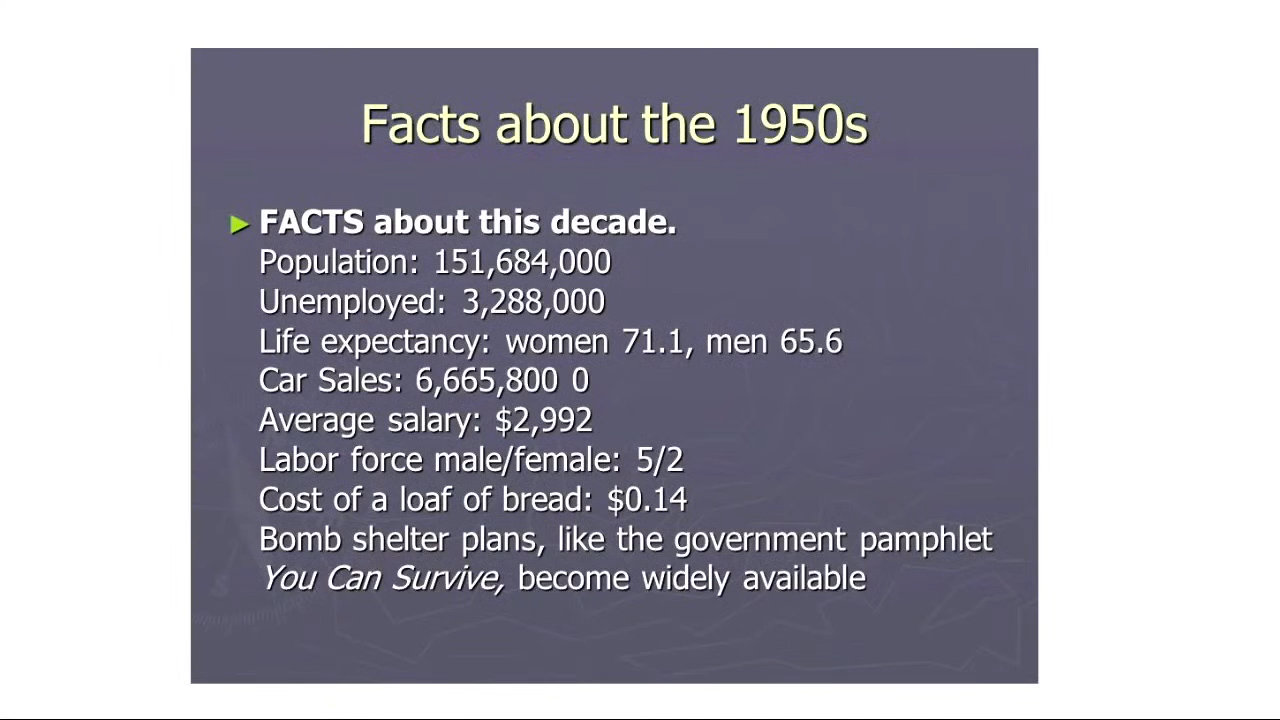 Facts about the 1950s
FACTS about this decade.
Population: 151,684,000
Unemployed: 3,288,000
Life expectancy: women 71.1, men 65.6
Car Sales: 6,665,800 0
Average salary: $2,992
Labor force male/female: 5/2
Cost of a loaf of bread: $0.14
Bomb shelter plans, like the government pamphlet
You Can Survive, become widely available